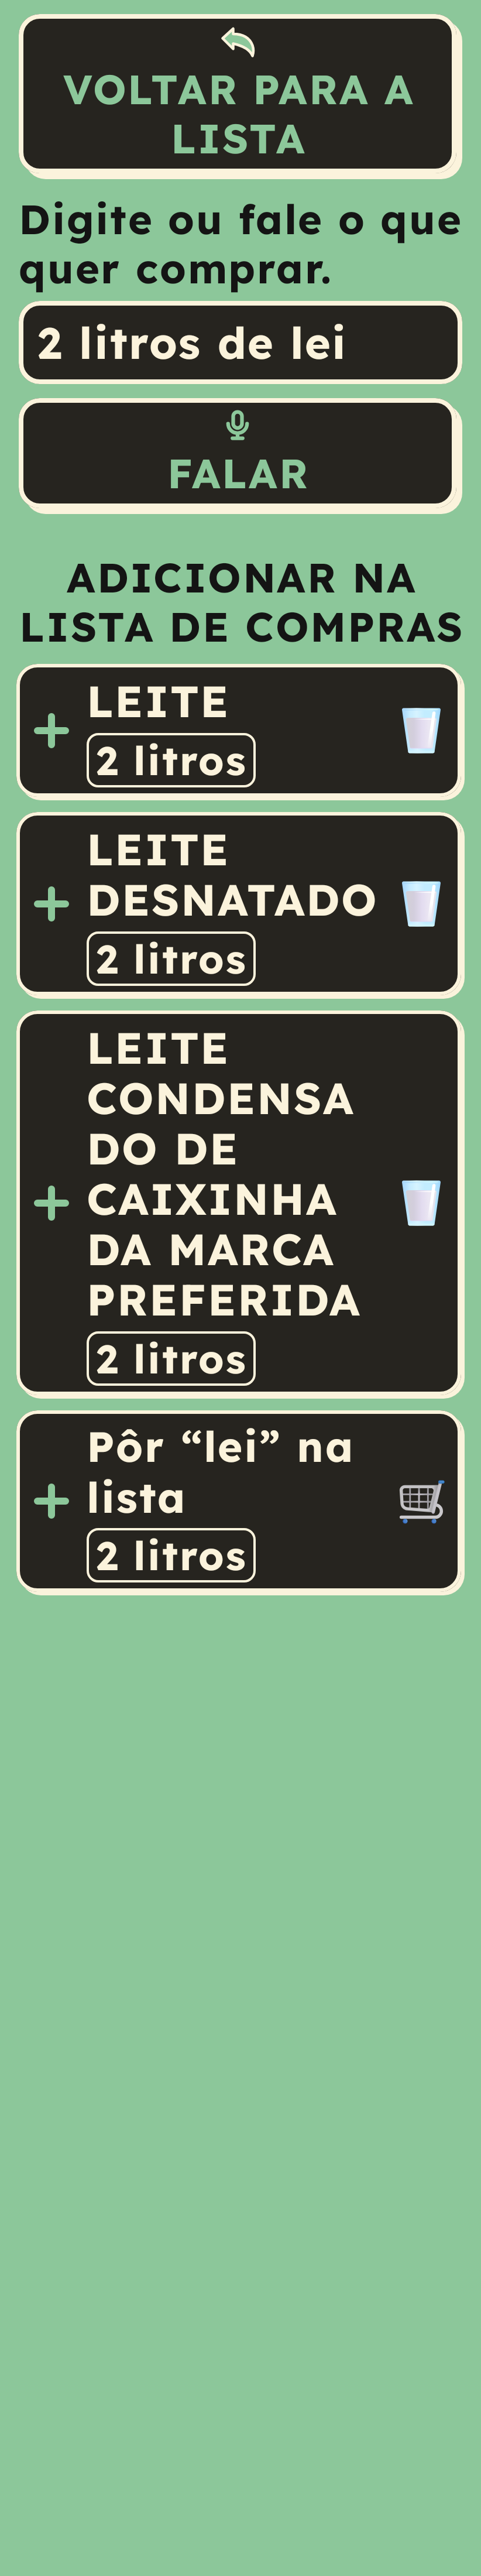 VOLTAR PARA A
LISTA
Digite ou fale o que
quer comprar.
2 litros de lei
FALAR
ADICIONAR NA
LISTA DE COMPRAS
LEITE
2 litros
LEITE
DESNATADO
2 litros
LEITE
CONDENSA
DO DE
CAIXINHA
DA MARCA
PREFERIDA
2 litros
Pôr “lei” na
lista
2 litros